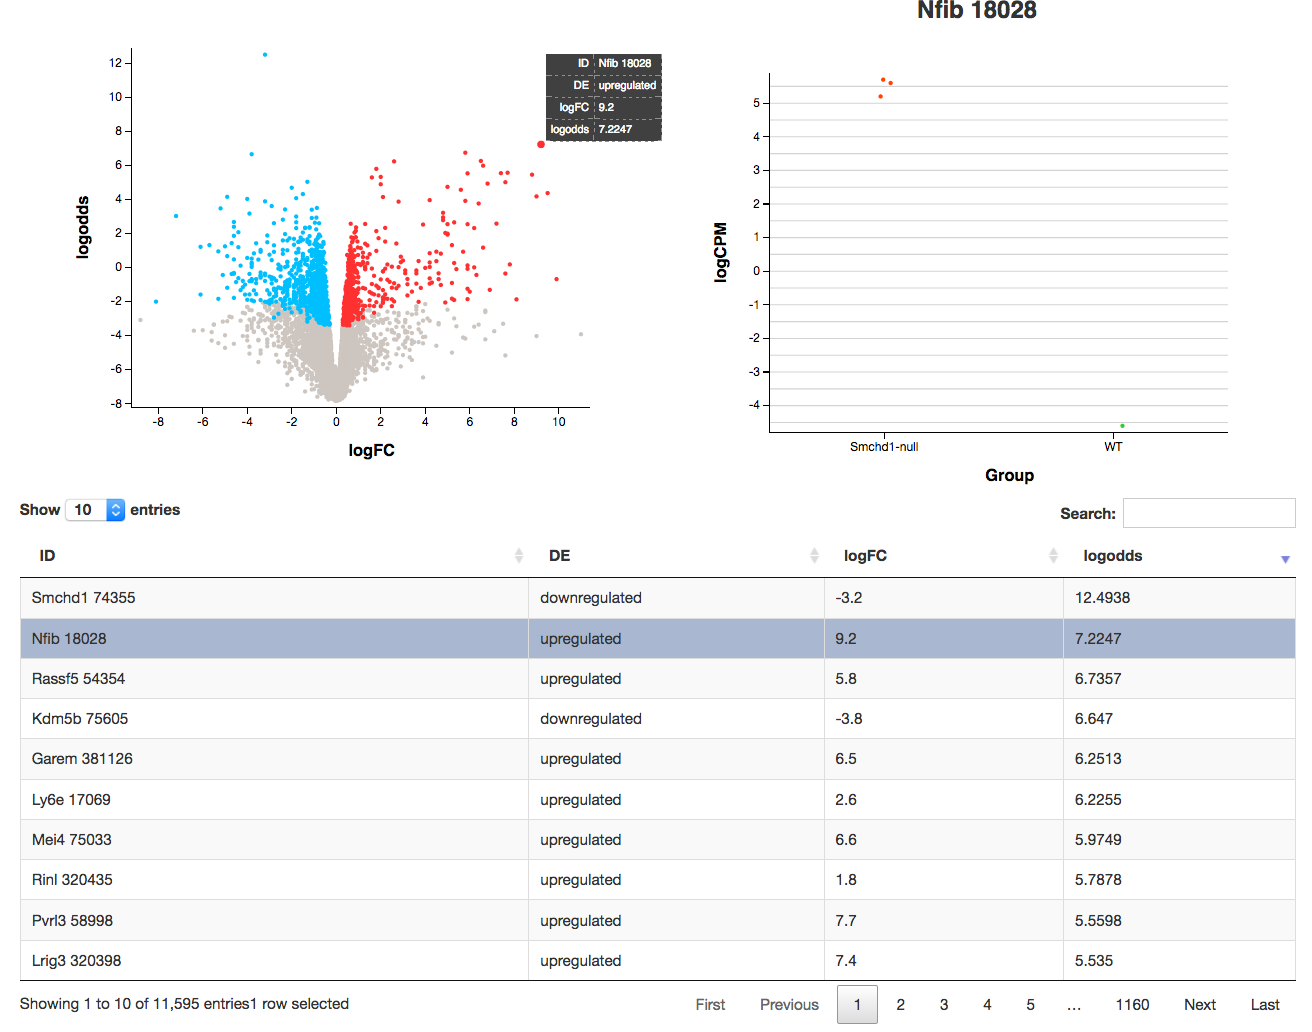 Nfib 18028
ID Nfib 18028
DE upregulated
logFC 9.2
logodds 7.2247
12
10
8
6
4
2
0
-2
-4
-6
-8
logodds
-8 -6 -4 -2 0 2 4 6 8 10
logFC
5
4
3
2
1
0
-1
-2
-3
-4
logCPM
Smchd1-null WT
Group
Show 10 entries
Search:
ID DE logFC logodds
Smchd1 74355 downregulated -3.2 12.4938
Nfib 18028 upregulated 9.2 7.2247
Rassf5 54354 upregulated 5.8 6.7357
Kdm5b 75605 downregulated -3.8 6.647
Garem 381126 upregulated 6.5 6.2513
Ly6e 17069 upregulated 2.6 6.2255
Mei4 75033 upregulated 6.6 5.9749
Rinl 320435 upregulated 1.8 5.7878
Pvrl3 58998 upregulated 7.7 5.5598
Lrig3 320398 upregulated 7.4 5.535
Showing 1 to 10 of 11,595 entries1 row selected
First Previous 1 2 3 4 5 ... 1160 Next Last